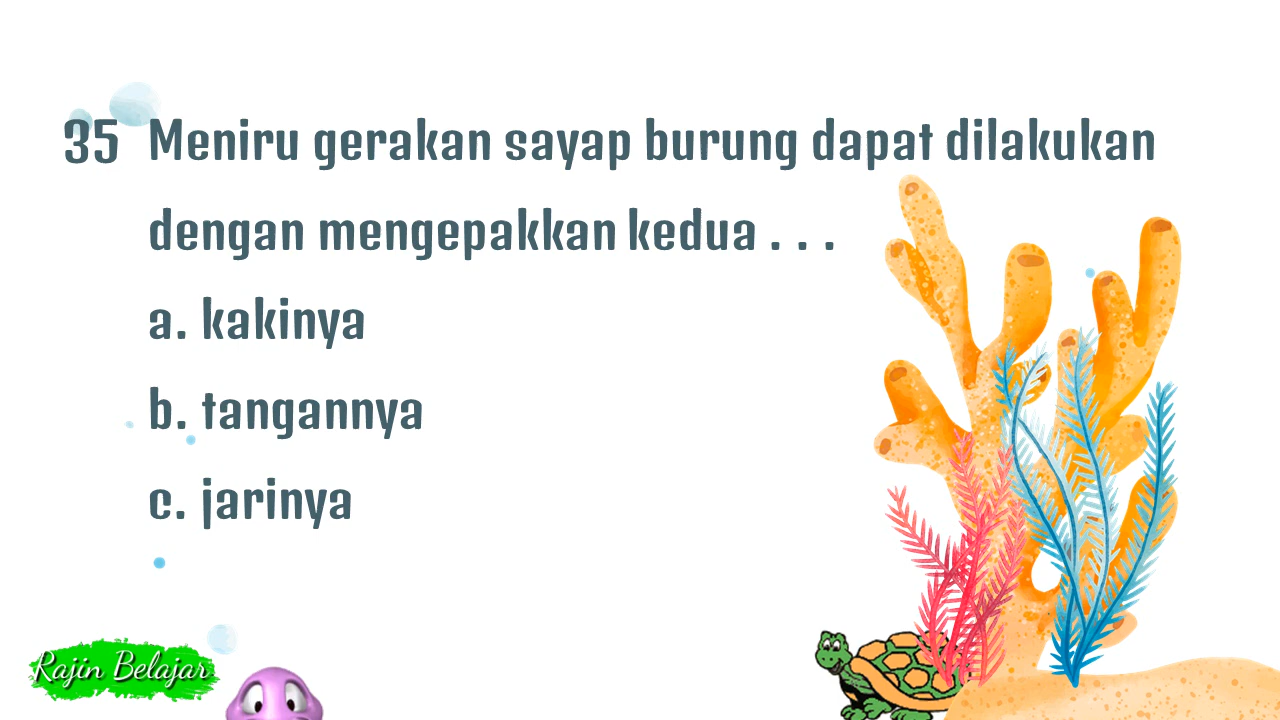 35 Meniru gerakan sayap burung dapat dilakukan
dengan mengepakkan kedua . . .
a. kakinya
b. tangannya
c. jarinya
Rajin Belajar